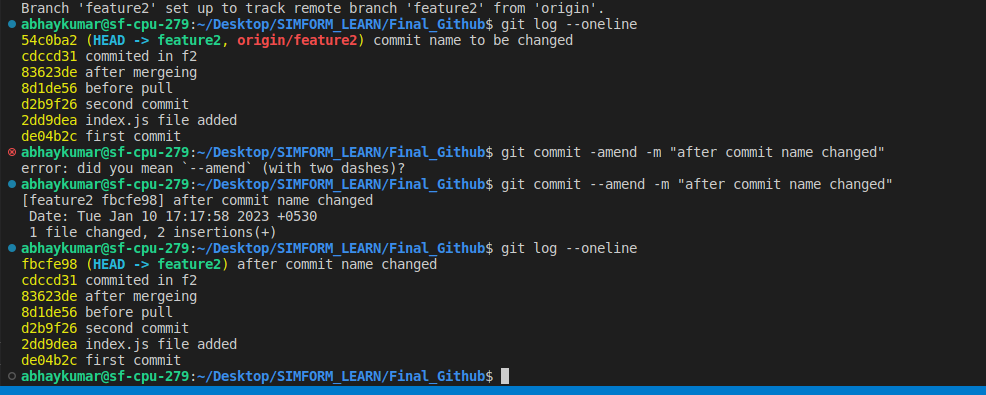 Branch 'feature2' set up to track remote branch 'feature2' from 'origin'.
abhaykumar@sf-cpu-279:~/Desktop/SIMFORM_LEARN/Final_Github$ git log --oneline
54c0ba2 (HEAD -> feature2, origin/feature2) commit name to be changed
cdccd31 commited in f2
83623de after mergeing
8d1de56 before pull
d2b9f26 second commit
2dd9dea index.js file added
de04b2c first commit
abhaykumar@sf-cpu-279:~/Desktop/SIMFORM_LEARN/Final_Github$ git commit -amend -m "after commit name changed"
error: did you mean `--amend` (with two dashes)?
abhaykumar@sf-cpu-279:~/Desktop/SIMFORM_LEARN/Final_Github$ git commit --amend -m "after commit name changed"
[feature2 fbcfe98] after commit name changed
 Date: Tue Jan 10 17:17:58 2023 +0530
 1 file changed, 2 insertions(+)
abhaykumar@sf-cpu-279:~/Desktop/SIMFORM_LEARN/Final_Github$ git log --oneline
fbcfe98 (HEAD -> feature2) after commit name changed
cdccd31 commited in f2
83623de after mergeing
8d1de56 before pull
d2b9f26 second commit
2dd9dea index.js file added
de04b2c first commit
abhaykumar@sf-cpu-279:~/Desktop/SIMFORM_LEARN/Final_Github$